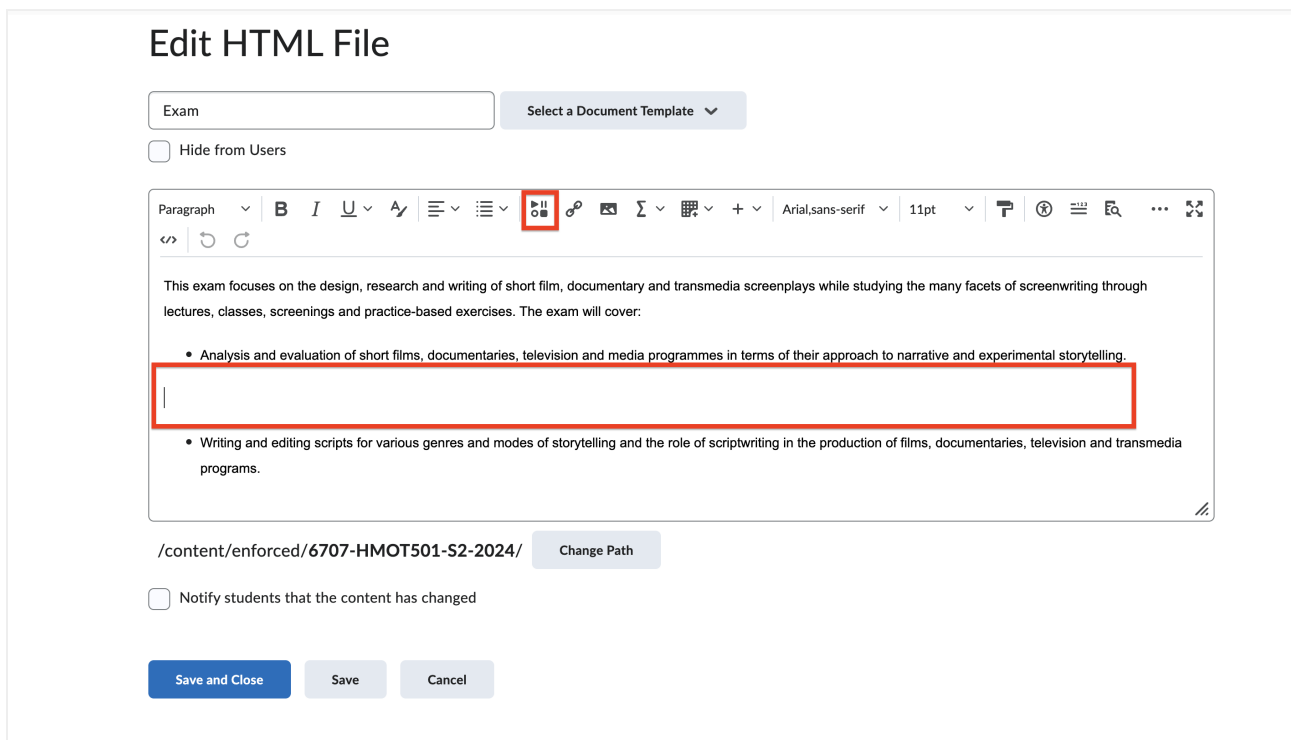 Edit HTML File
Exam
Select a Document Template
Hide from Users
Paragraph B I U Arial,sans-serif 11pt
This exam focuses on the design, research and writing of short film, documentary and transmedia screenplays while studying the many facets of screenwriting through
lectures, classes, screenings and practice-based exercises. The exam will cover:
• Analysis and evaluation of short films, documentaries, television and media programmes in terms of their approach to narrative and experimental storytelling.
• Writing and editing scripts for various genres and modes of storytelling and the role of scriptwriting in the production of films, documentaries, television and transmedia
programs.
/content/enforced/6707-HMOT501-S2-2024/ Change Path
Notify students that the content has changed
Save and Close Save Cancel